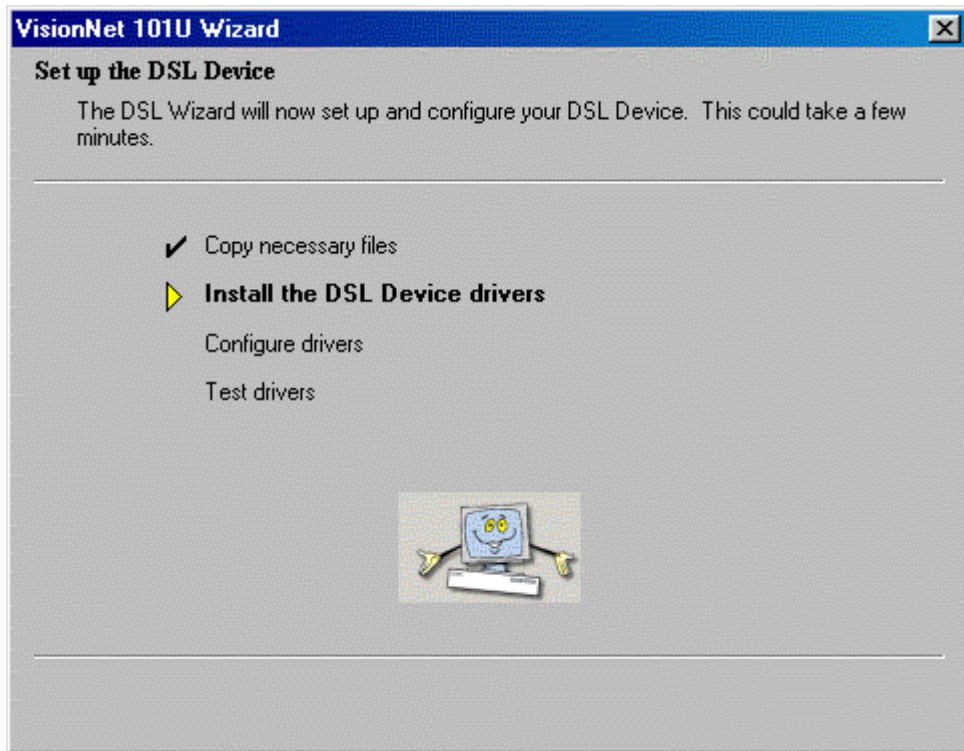 VisionNet 101U Wizard
Set up the DSL Device
The DSL Wizard will now set up and configure your DSL Device. This could take a few
minutes.
Copy necessary files
Install the DSL Device drivers
Configure drivers
Test drivers